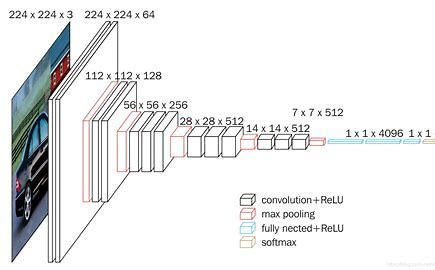 224 x 224 x 3
224 x 224 x 64
112 x 112 x 128
56 x 56 x 256
28 x 28 x 512
14 x 14 x 512
7 x 7 x 512
1 x 1 x 4096
1 x 1
convolution+ReLU
max pooling
fully nected+ReLU
softmax